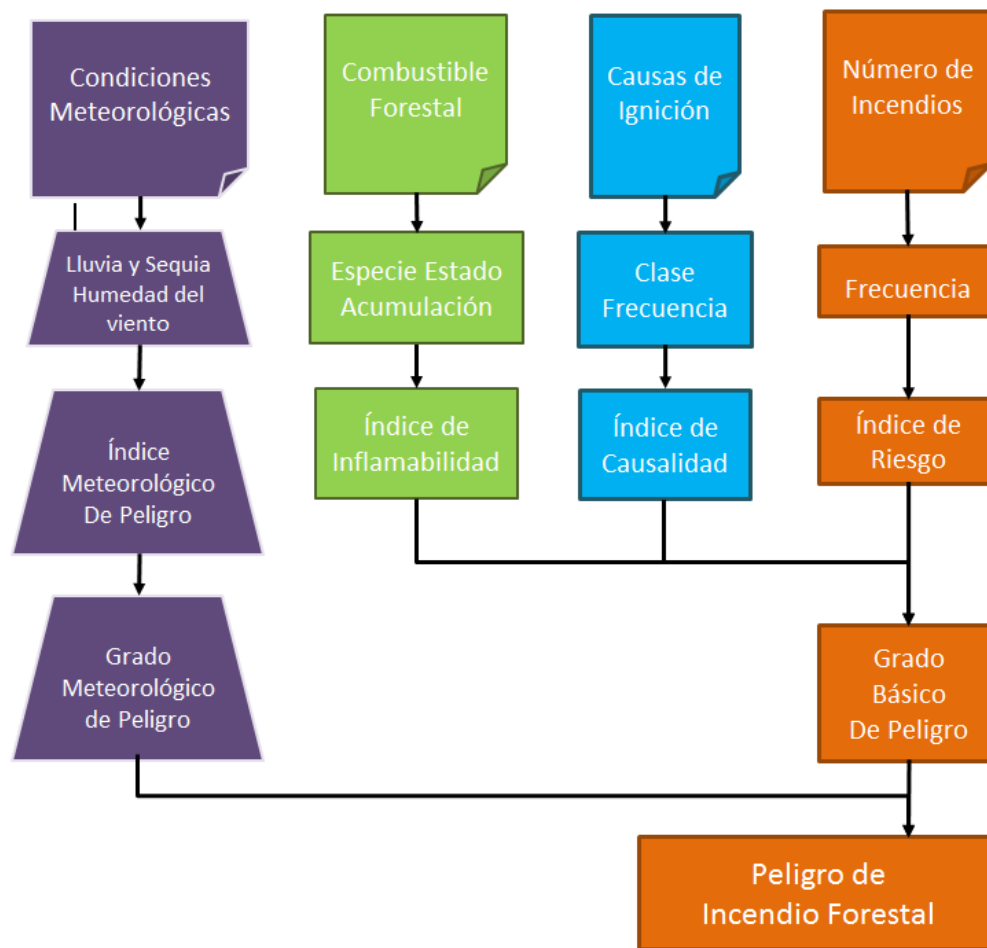 Condiciones
Meteorológicas
Combustible
Forestal
Causas de
Ignición
Número de
Incendios
Lluvia y Sequia
Humedad del
viento
Especie Estado
Acumulación
Clase
Frecuencia
Frecuencia
Índice
Meteorológico
De Peligro
Índice de
Inflamabilidad
Índice de
Causalidad
Índice de
Riesgo
Grado
Meteorológico
de Peligro
Grado
Básico
De Peligro
Peligro de
Incendio Forestal